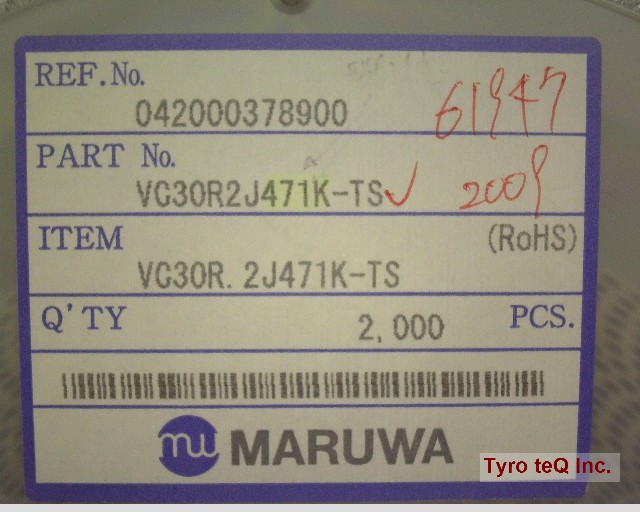 REF.No.
042000378900
61947
PART No.
VC30R2J471K-TS
2009
ITEM
(RoHS)
VC30R. 2J471K-TS
Q'TY
2,000
PCS.
mw MARUWA
Tyro teQ Inc.